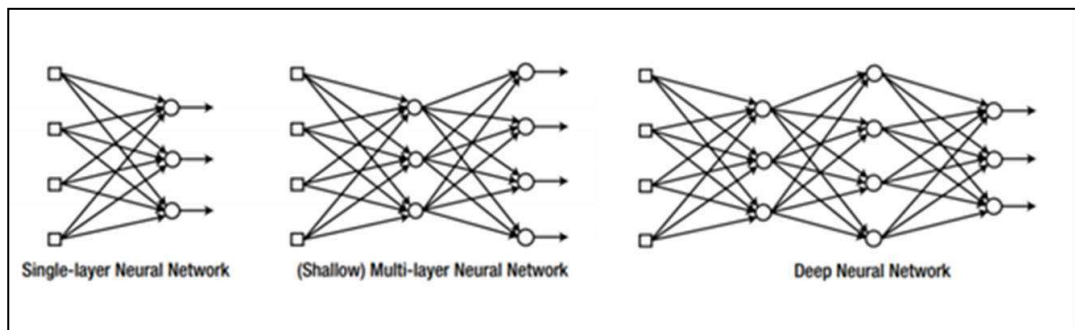 Single-layer Neural Network
(Shallow) Multi-layer Neural Network
Deep Neural Network